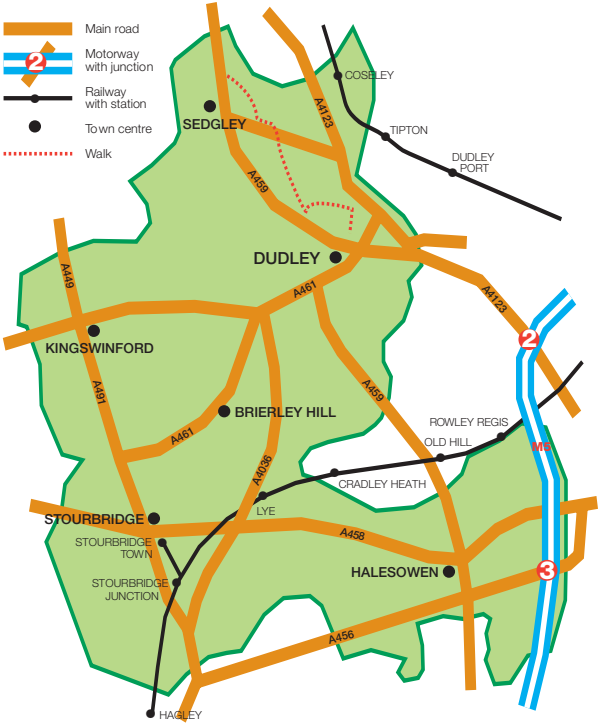 Main road
2
Motorway
with junction
Railway
with station
Town centre
Walk
COSELEY
SEDGLEY
A4123
TIPTON
DUDLEY
PORT
A459
DUDLEY
A449
A461
A4123
2
KINGSWINFORD
A491
A459
BRIERLEY HILL
A461
ROWLEY REGIS
OLD HILL
M5
A4036
CRADLEY HEATH
LYE
STOURBRIDGE
A458
STOURBRIDGE
TOWN
HALESOWEN
3
STOURBRIDGE
JUNCTION
A456
HAGLEY